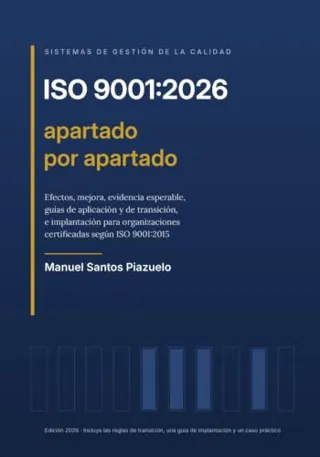 SISTEMAS DE GESTIÓN DE LA CALIDAD
ISO 9001:2026
apartado
por apartado
Efectos, mejora, evidencia esperable,
guías de aplicación y de transición,
e implantación para organizaciones
certificadas según ISO 9001:2015
Manuel Santos Piazuelo
Edición 2026 · Incluye las reglas de transición, una guía de implantación y un caso práctico